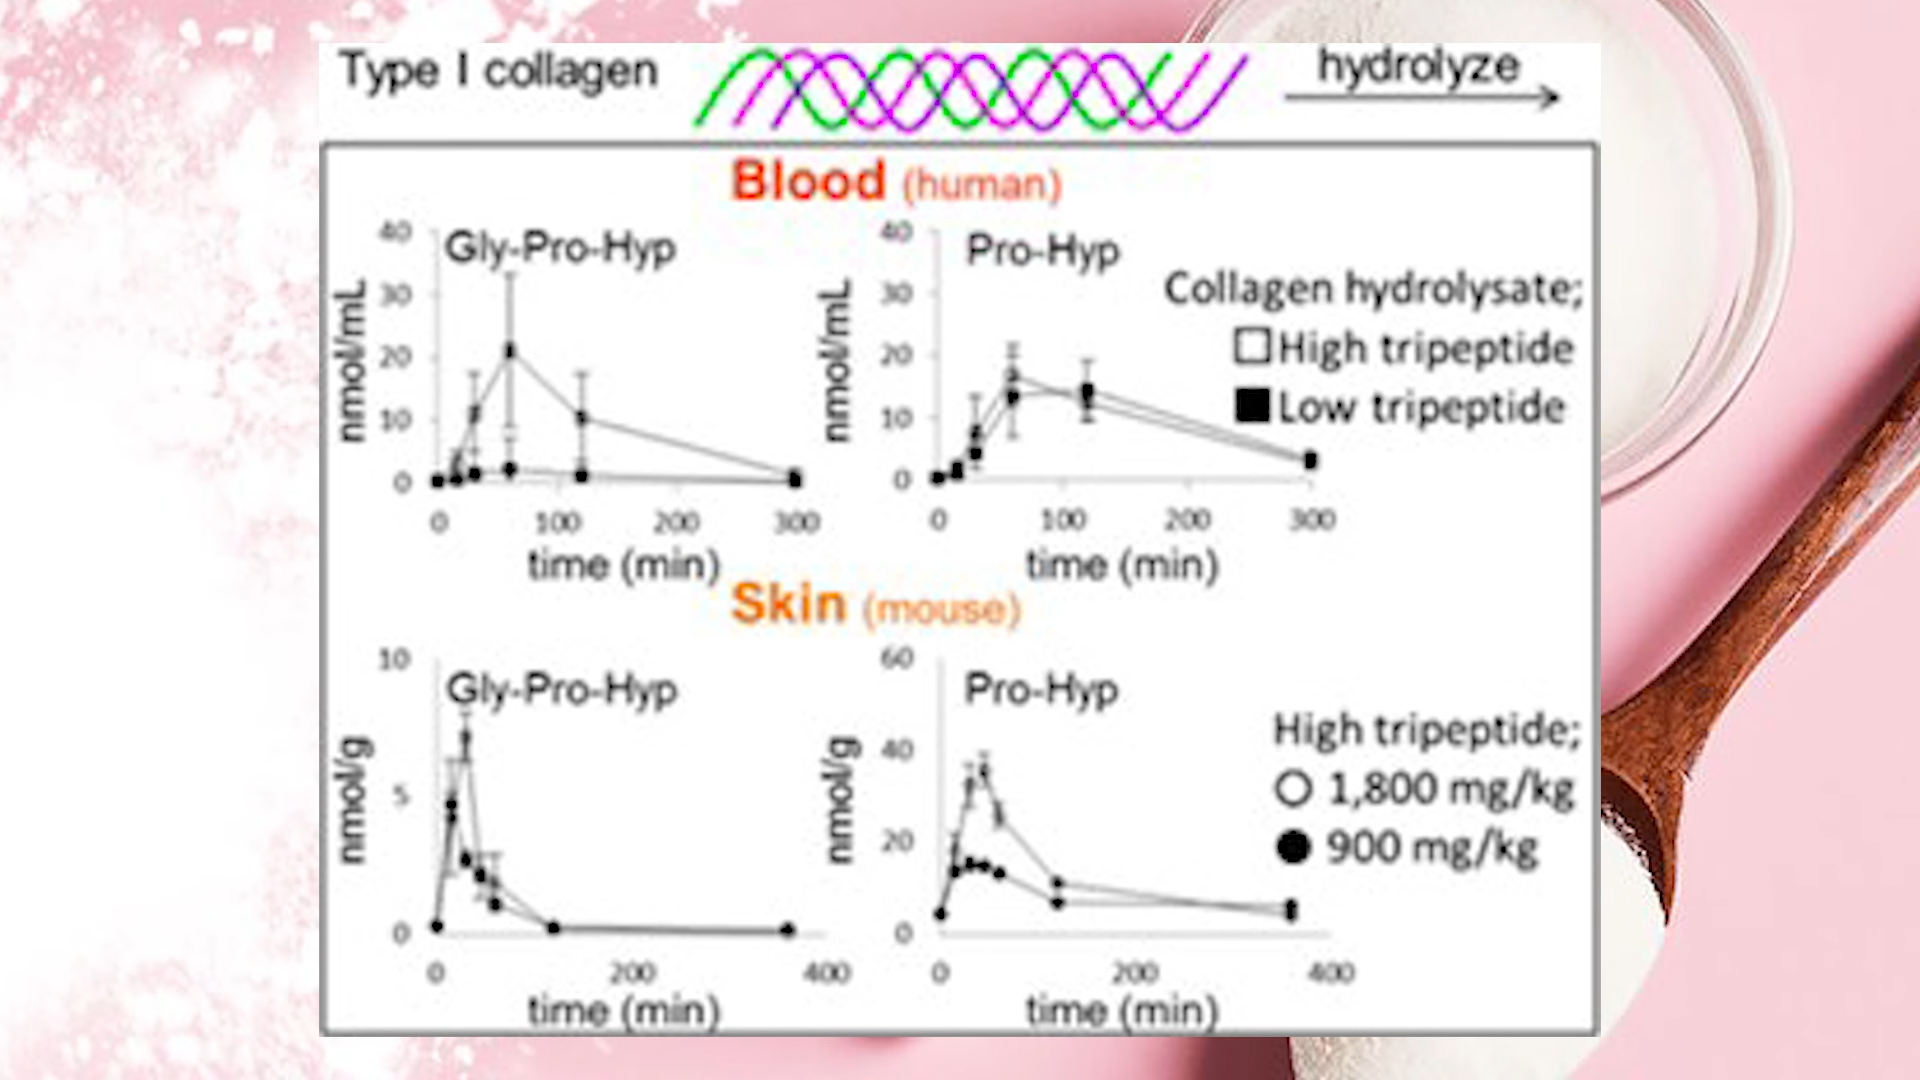 Type I collagen
hydrolyze
Blood (human)
40
Gly-Pro-Hyp
30
20
10
0
0 100 200 300
nmol/mL
time (min)
40
Pro-Hyp
30
20
10
0
0 100 200 300
nmol/mL
time (min)
Collagen hydrolysate;
High tripeptide
Low tripeptide
Skin (mouse)
10
Gly-Pro-Hyp
5
0
0 200 400
nmol/g
time (min)
60
Pro-Hyp
40
20
0
0 200 400
nmol/g
time (min)
High tripeptide;
1,800 mg/kg
900 mg/kg